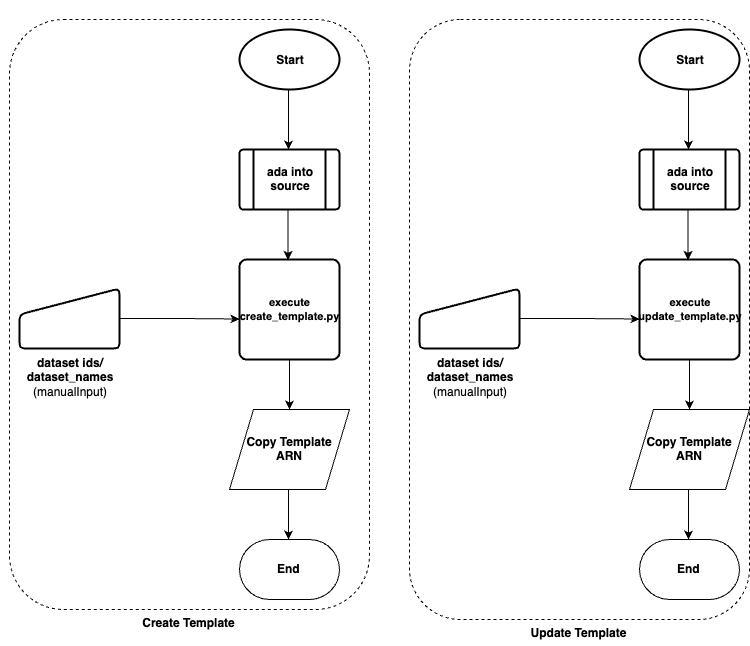 Start
ada into
source
execute
create_template.py
dataset ids/
dataset_names
(manualInput)
Copy Template
ARN
End
Create Template
Start
ada into
source
execute
update_template.py
dataset ids/
dataset_names
(manualInput)
Copy Template
ARN
End
Update Template